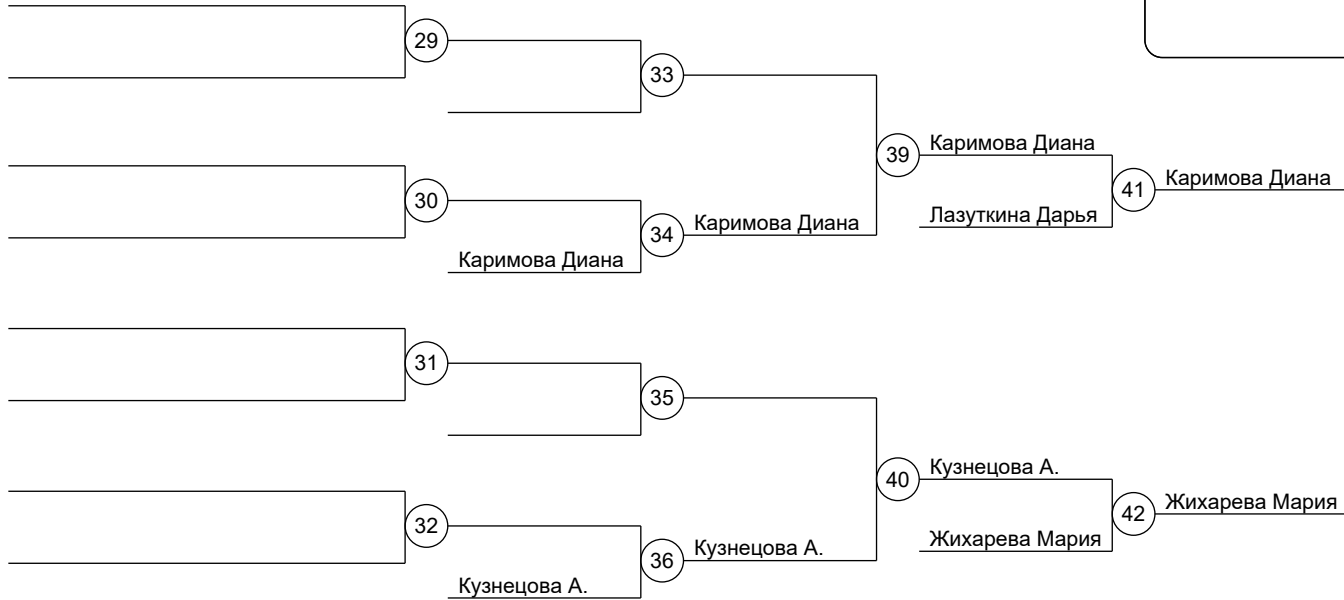 29
33
Каримова Диана
39
Каримова Диана
41
30
Каримова Диана
34
Лазуткина Дарья
Каримова Диана
31
35
Кузнецова А.
40
Жихарева Мария
42
32
Кузнецова А.
Жихарева Мария
36
Кузнецова А.